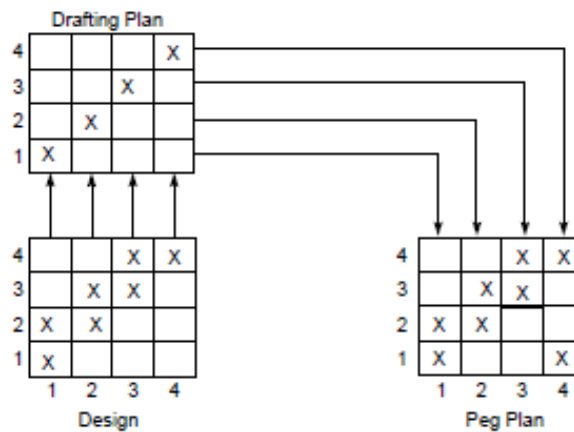 Drafting Plan
4 X
3 X
2 X
1 X
4 X X
3 X X
2 X X
1 X
1 2 3 4
Design
4 X X
3 X X
2 X X
1 X X
1 2 3 4
Peg Plan